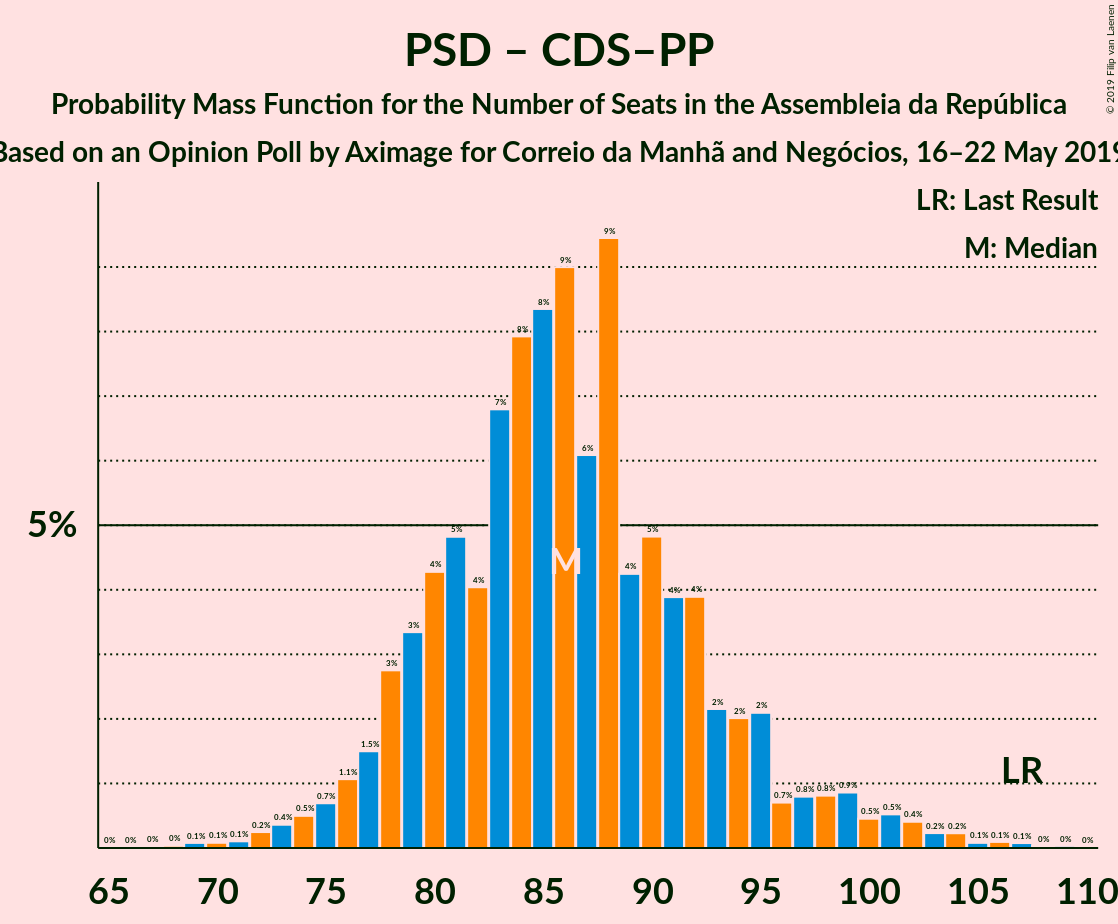 PSD – CDS–PP
Probability Mass Function for the Number of Seats in the Assembleia da República
Based on an Opinion Poll by Aximage for Correio da Manhã and Negócios, 16–22 May 2019
© 2019 Filip van Laenen
LR: Last Result
M: Median
5%
0% 0% 0% 0% 0.1% 0.1% 0.1% 0.2% 0.4% 0.5% 0.7% 1.1% 1.5% 3% 3% 4% 5% 4% 7% 8% 8% 9% 6% 9% 4% 5% 4% 4% 2% 2% 2% 0.7% 0.8% 0.8% 0.9% 0.5% 0.5% 0.4% 0.2% 0.2% 0.1% 0.1% 0.1% 0% 0% 0%
M
LR
65 70 75 80 85 90 95 100 105 110